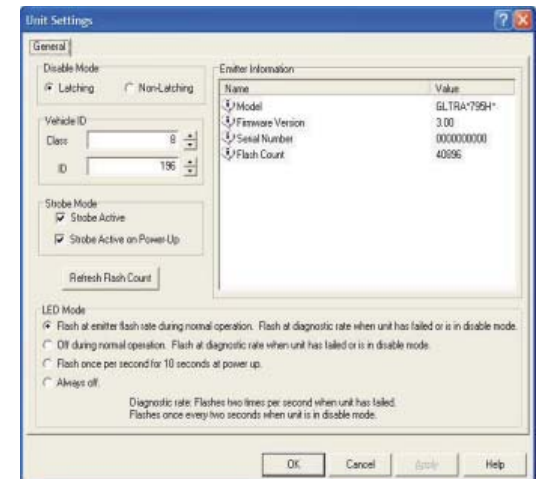 Unit Settings
General
Disable Mode
Latching Non-Latching
Vehicle ID
Class 8
ID 196
Strobe Mode
Strobe Active
Strobe Active on Power-Up
Refresh Flash Count
Emitter Information
Name Value
Model GLTRA*795H*
Firmware Version 3.00
Serial Number 0000000000
Flash Count 40896
LED Mode
Flash at emitter flash rate during normal operation. Flash at diagnostic rate when unit has failed or is in disable mode.
Off during normal operation. Flash at diagnostic rate when unit has failed or is in disable mode.
Flash once per second for 10 seconds at power up.
Always off.
Diagnostic rate: Flashes two times per second when unit has failed.
Flashes once every two seconds when unit is in disable mode.
OK Cancel Apply Help